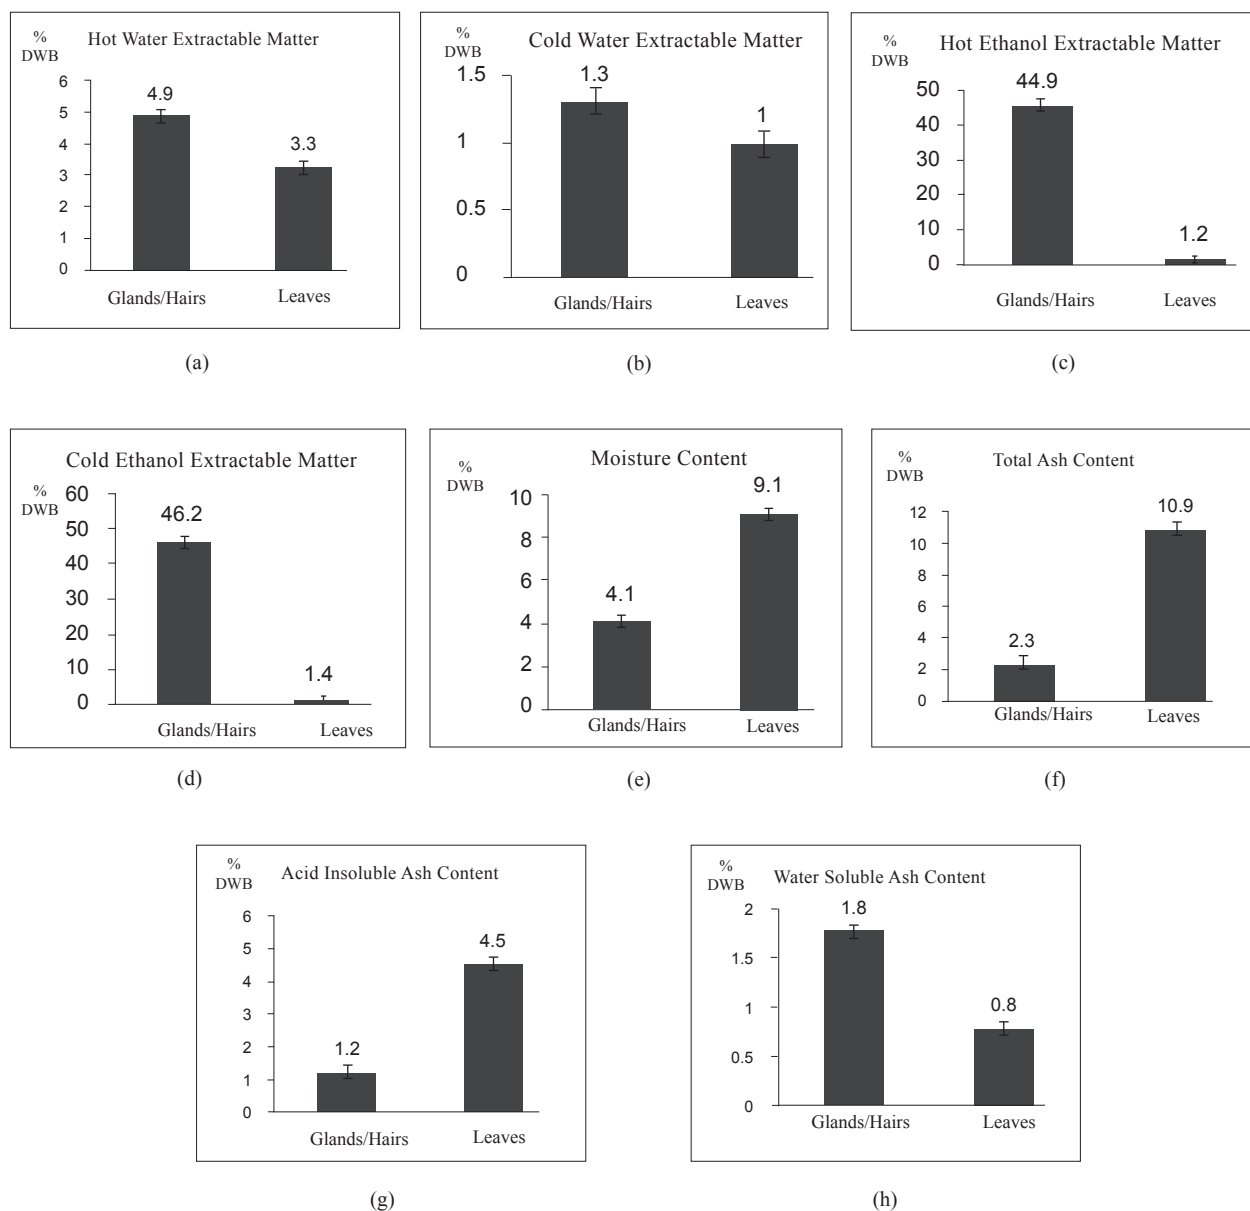 %
DWB
Hot Water Extractable Matter
6
5
4
3
2
1
0
4.9
3.3
Glands/Hairs
Leaves
(a)
%
DWB
Cold Water Extractable Matter
1.5
1
0.5
0
1.3
1
Glands/Hairs
Leaves
(b)
%
DWB
Hot Ethanol Extractable Matter
50
40
30
20
10
0
44.9
1.2
Glands/Hairs
Leaves
(c)
Cold Ethanol Extractable Matter
%
DWB
60
50
40
30
20
10
0
46.2
1.4
Glands/Hairs
Leaves
(d)
%
DWB
Moisture Content
10
8
6
4
2
0
4.1
9.1
Glands/Hairs
Leaves
(e)
%
DWB
Total Ash Content
12
10
8
6
4
2
0
2.3
10.9
Glands/Hairs
Leaves
(f)
%
DWB
Acid Insoluble Ash Content
6
5
4
3
2
1
0
1.2
4.5
Glands/Hairs
Leaves
(g)
%
DWB
Water Soluble Ash Content
2
1.5
1
0.5
0
1.8
0.8
Glands/Hairs
Leaves
(h)